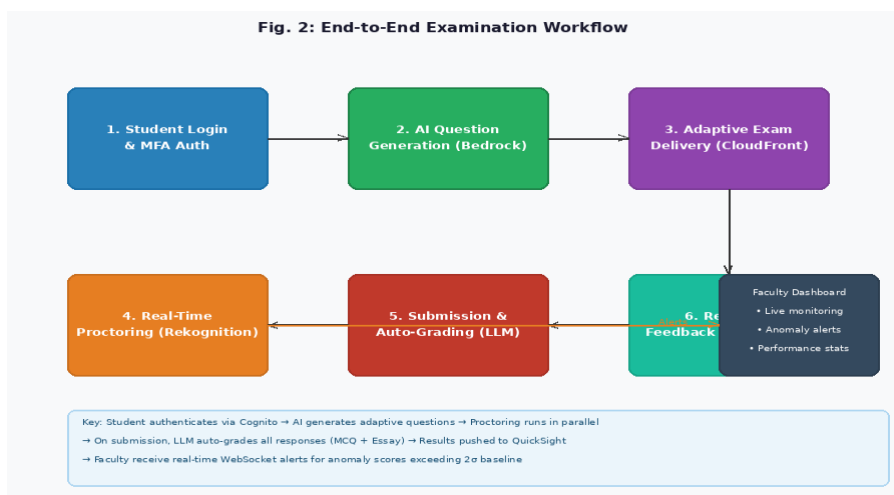 Fig. 2: End-to-End Examination Workflow
1. Student Login
& MFA Auth
2. AI Question
Generation (Bedrock)
3. Adaptive Exam
Delivery (CloudFront)
4. Real-Time
Proctoring (Rekognition)
5. Submission &
Auto-Grading (LLM)
6.
Feedback
Faculty Dashboard
• Live monitoring
• Anomaly alerts
• Performance stats
Key: Student authenticates via Cognito → AI generates adaptive questions → Proctoring runs in parallel
→ On submission, LLM auto-grades all responses (MCQ + Essay) → Results pushed to QuickSight
→ Faculty receive real-time WebSocket alerts for anomaly scores exceeding 2σ baseline